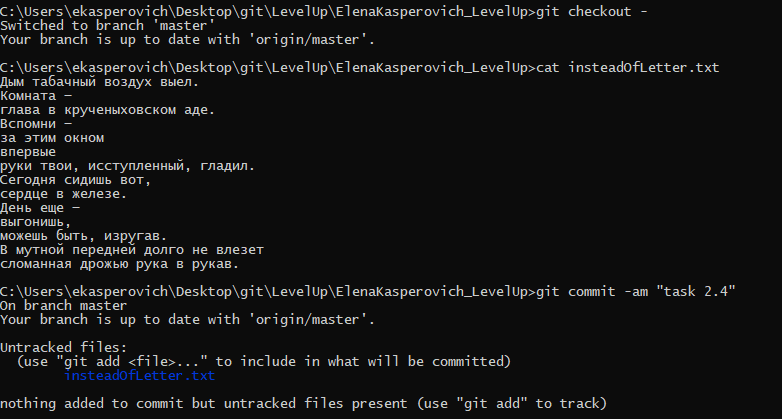 C:\Users\ekasperovich\Desktop\git\LevelUp\ElenaKasperovich_LevelUp>git checkout -
Switched to branch 'master'
Your branch is up to date with 'origin/master'.
C:\Users\ekasperovich\Desktop\git\LevelUp\ElenaKasperovich_LevelUp>cat insteadOfLetter.txt
Дым табачный воздух выел.
Комната —
глава в крученыховском аде.
Вспомни —
за этим окном
впервые
руки твои, исступленный, гладил.
Сегодня сидишь вот,
сердце в железе.
День еще —
выгонишь,
можешь быть, изругав.
В мутной передней долго не влезет
сломанная дрожью рука в рукав.
C:\Users\ekasperovich\Desktop\git\LevelUp\ElenaKasperovich_LevelUp>git commit -am "task 2.4"
On branch master
Your branch is up to date with 'origin/master'.
Untracked files:
  (use "git add <file>..." to include in what will be committed)
        insteadOfLetter.txt
nothing added to commit but untracked files present (use "git add" to track)